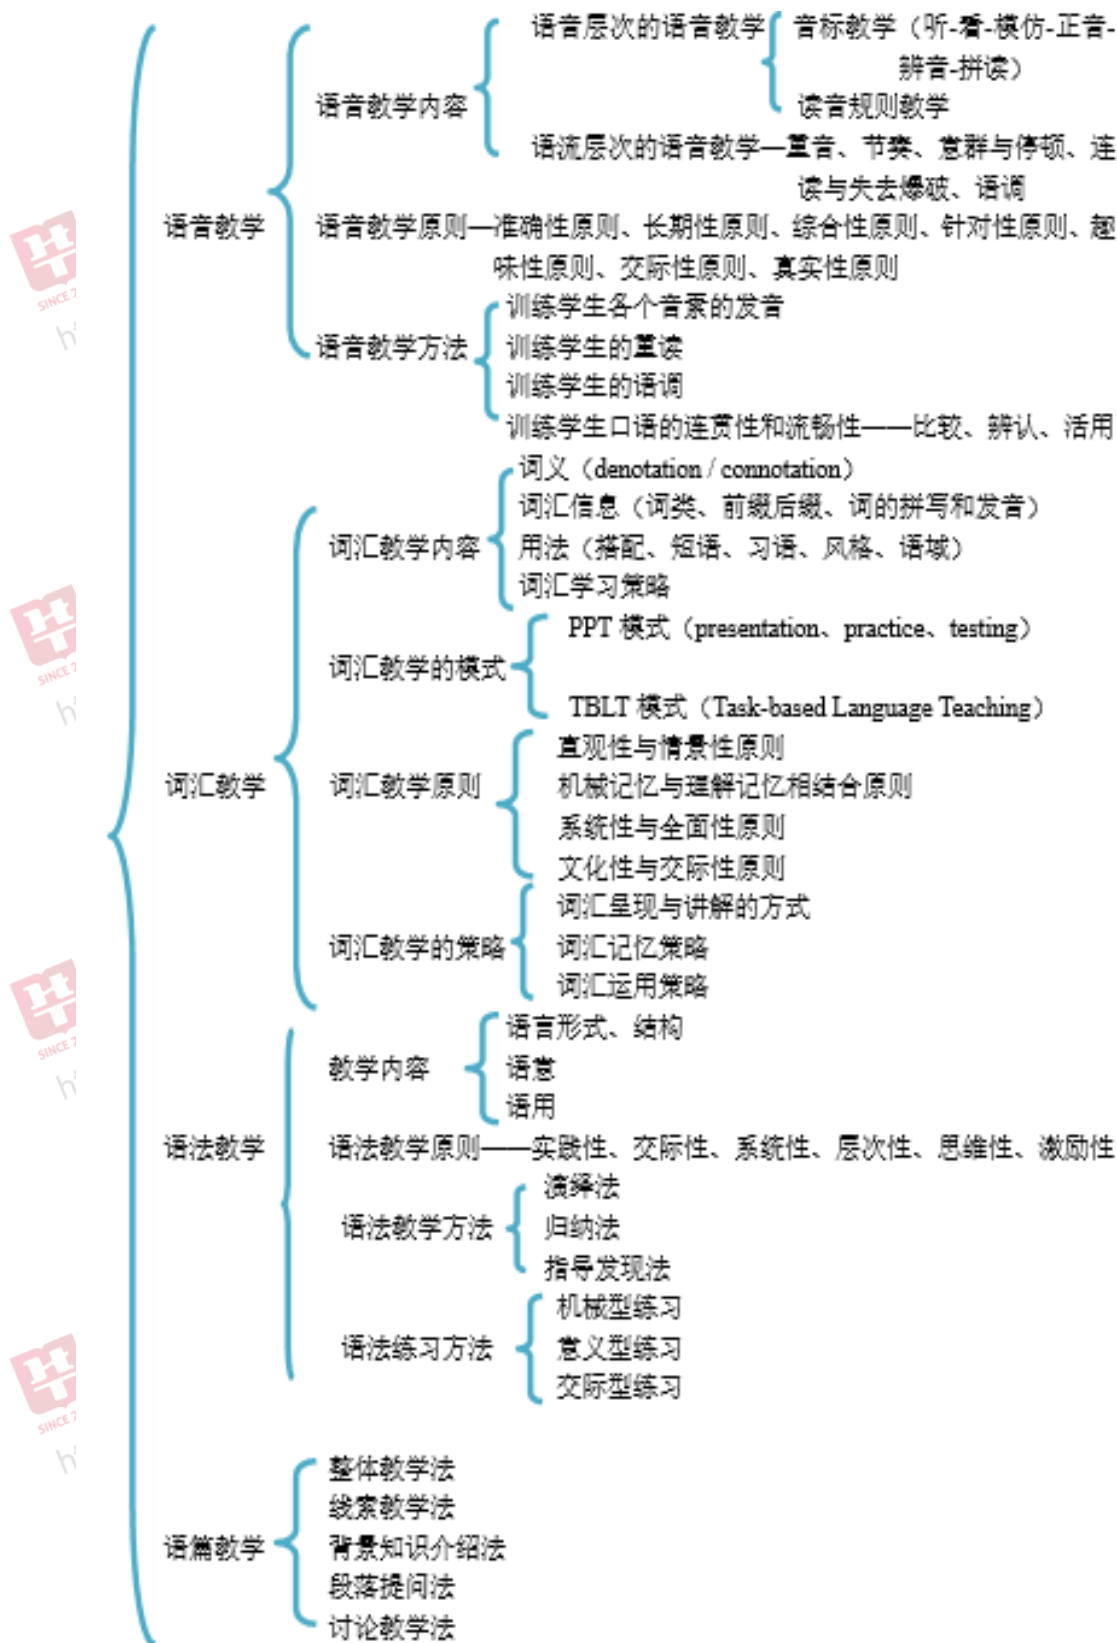 语音层次的语音教学 音标教学（听-看-模仿-正音-
辨音-拼读）
语音教学内容 读音规则教学
语流层次的语音教学—重音、节奏、意群与停顿、连
读与失去爆破、语调
语音教学 语音教学原则—准确性原则、长期性原则、综合性原则、针对性原则、趣
味性原则、交际性原则、真实性原则
训练学生各个音素的发音
语音教学方法 训练学生的重读
训练学生的语调
训练学生口语的连贯性和流畅性——比较、辨认、活用
词义（denotation / connotation）
词汇信息（词类、前缀后缀、词的拼写和发音）
词汇教学内容 用法（搭配、短语、习语、风格、语域）
词汇学习策略
PPT 模式（presentation、practice、testing）
词汇教学的模式
TBLT 模式（Task-based Language Teaching）
直观性与情景性原则
词汇教学 词汇教学原则 机械记忆与理解记忆相结合原则
系统性与全面性原则
文化性与交际性原则
词汇呈现与讲解的方式
词汇教学的策略 词汇记忆策略
词汇运用策略
语言形式、结构
教学内容 语意
语用
语法教学 语法教学原则——实践性、交际性、系统性、层次性、思维性、激励性
演绎法
语法教学方法 归纳法
指导发现法
机械型练习
语法练习方法 意义型练习
交际型练习
整体教学法
线索教学法
语篇教学 背景知识介绍法
段落提问法
讨论教学法
SINCE 2
SINCE 2
SINCE 2
SINCE 2